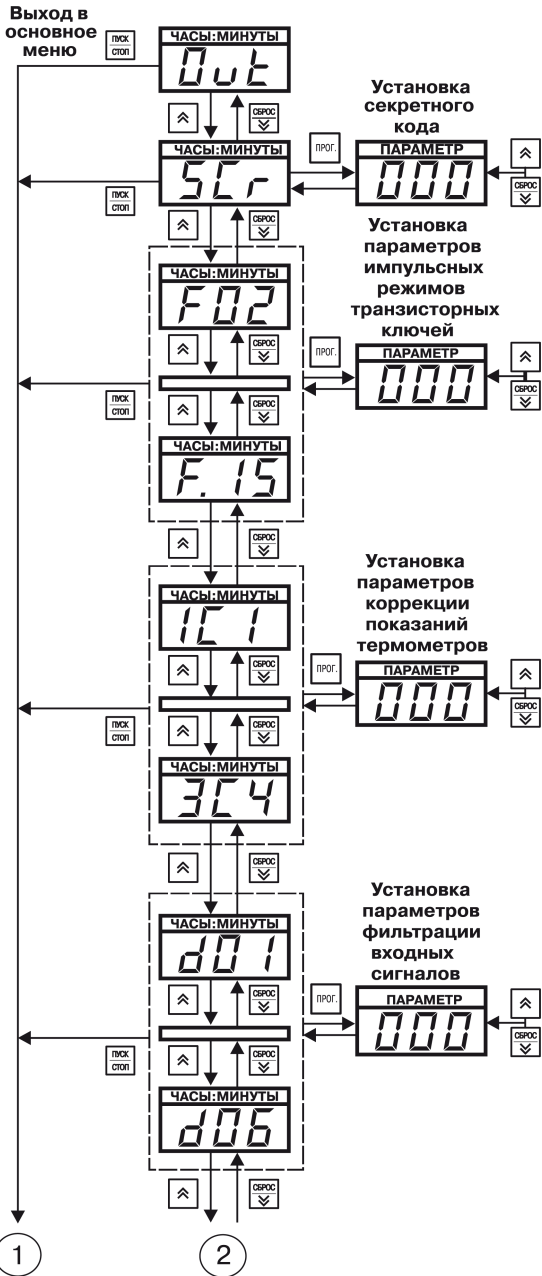 Выход в
основное
меню
ПУСК
СТОП
ЧАСЫ:МИНУТЫ
Out
СБРОС
Установка
секретного
кода
ЧАСЫ:МИНУТЫ
SCr
ПРОГ.
ПАРАМЕТР
000
СБРОС
ПУСК
СТОП
СБРОС
Установка
параметров
импульсных
режимов
транзисторных
ключей
ЧАСЫ:МИНУТЫ
F02
СБРОС
ПРОГ.
ПАРАМЕТР
000
СБРОС
ПУСК
СТОП
СБРОС
ЧАСЫ:МИНУТЫ
F.15
СБРОС
Установка
параметров
коррекции
показаний
термометров
ЧАСЫ:МИНУТЫ
1C1
СБРОС
ПРОГ.
ПАРАМЕТР
000
СБРОС
ПУСК
СТОП
СБРОС
ЧАСЫ:МИНУТЫ
3C4
СБРОС
Установка
параметров
фильтрации
входных
сигналов
ЧАСЫ:МИНУТЫ
d01
СБРОС
ПРОГ.
ПАРАМЕТР
000
СБРОС
ПУСК
СТОП
СБРОС
ЧАСЫ:МИНУТЫ
d06
СБРОС
1
2